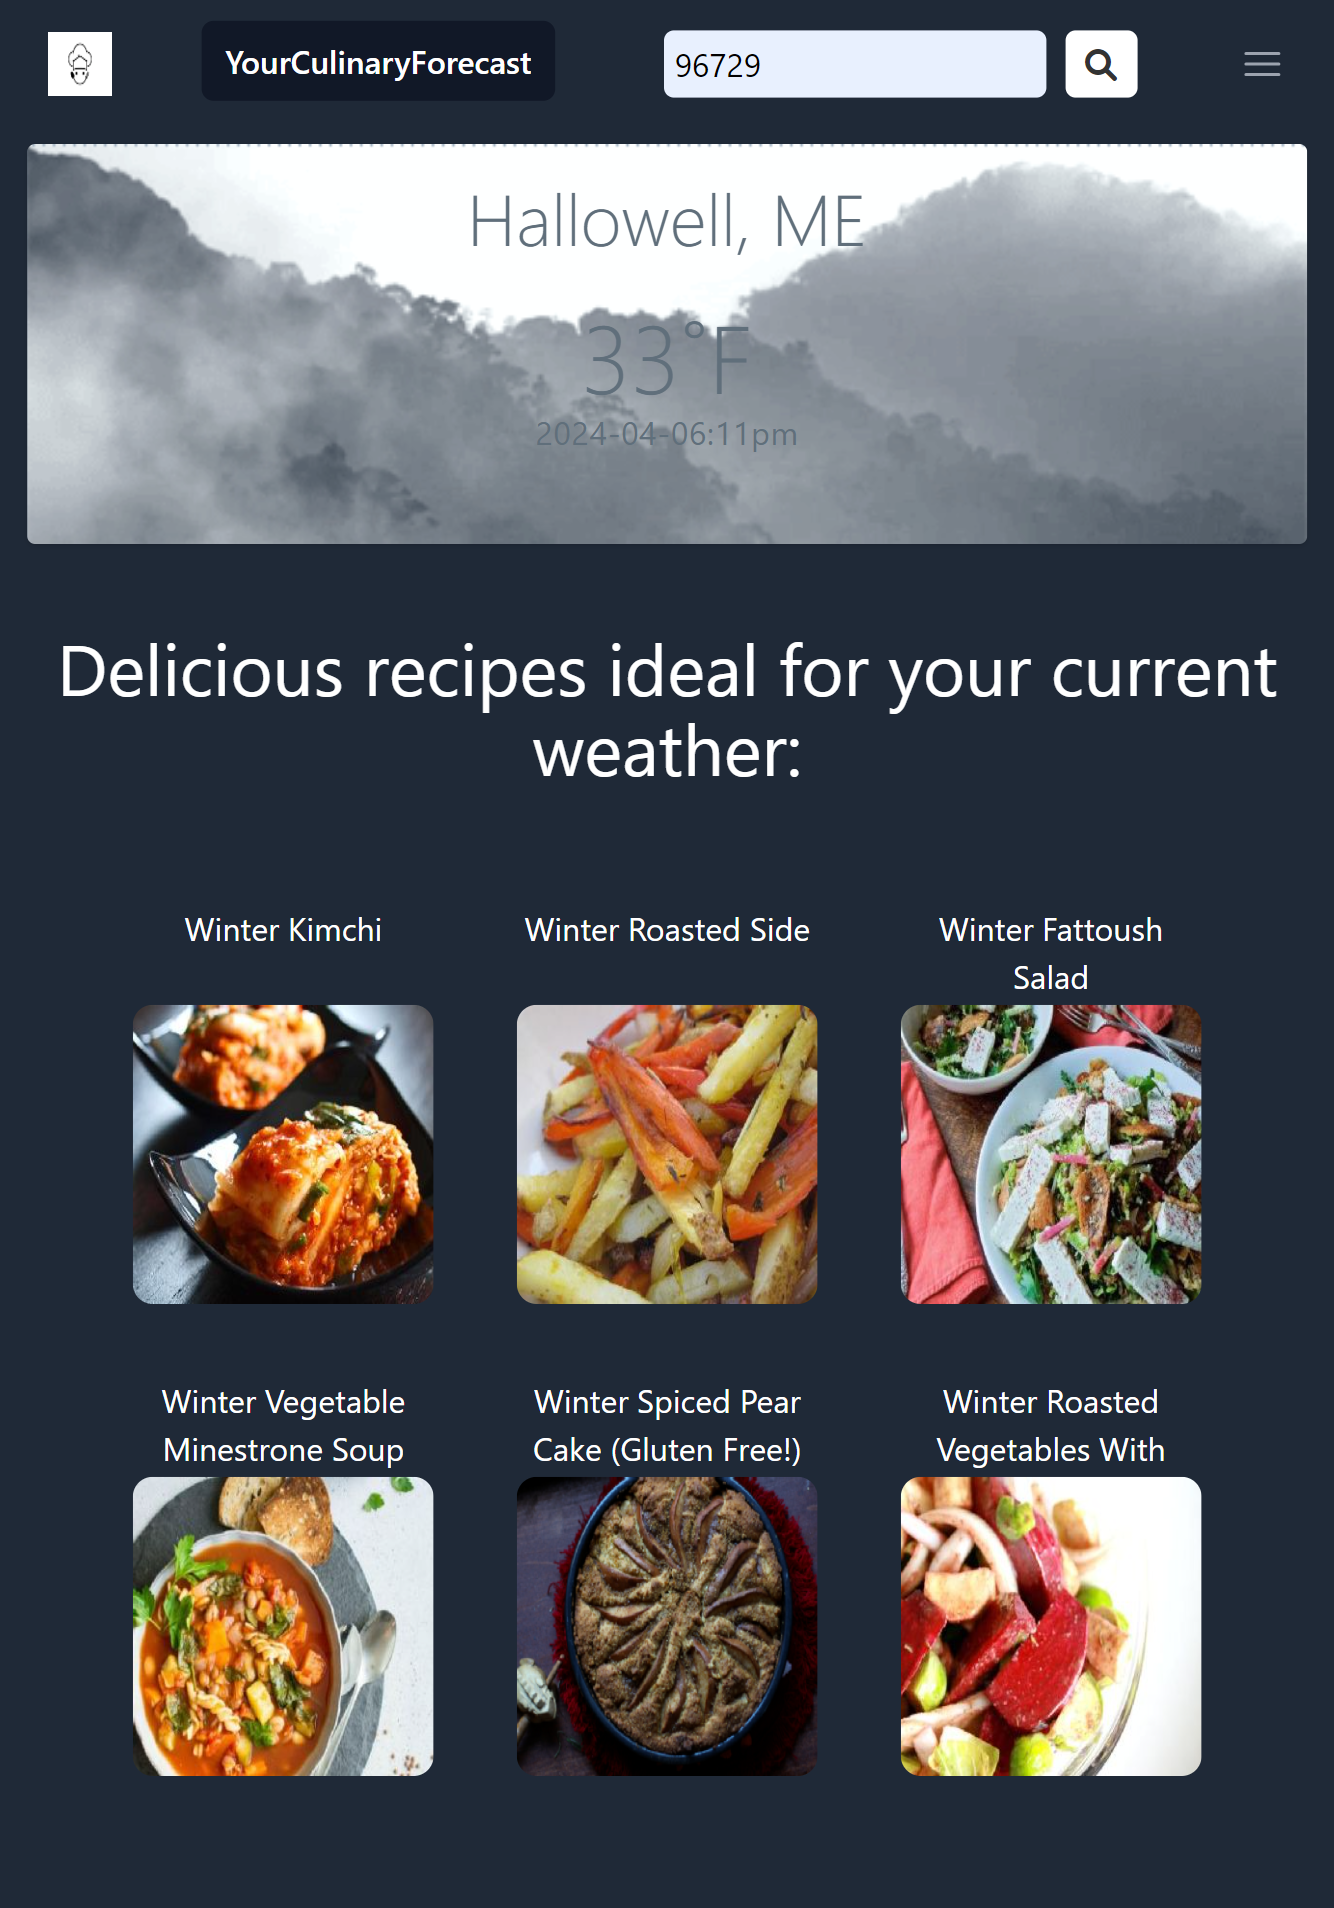 YourCulinaryForecast
96729
Hallowell, ME
33°F
2024-04-06:11pm
Delicious recipes ideal for your current
weather:
Winter Kimchi
Winter Roasted Side
Winter Fattoush
Salad
Winter Vegetable
Minestrone Soup
Winter Spiced Pear
Cake (Gluten Free!)
Winter Roasted
Vegetables With